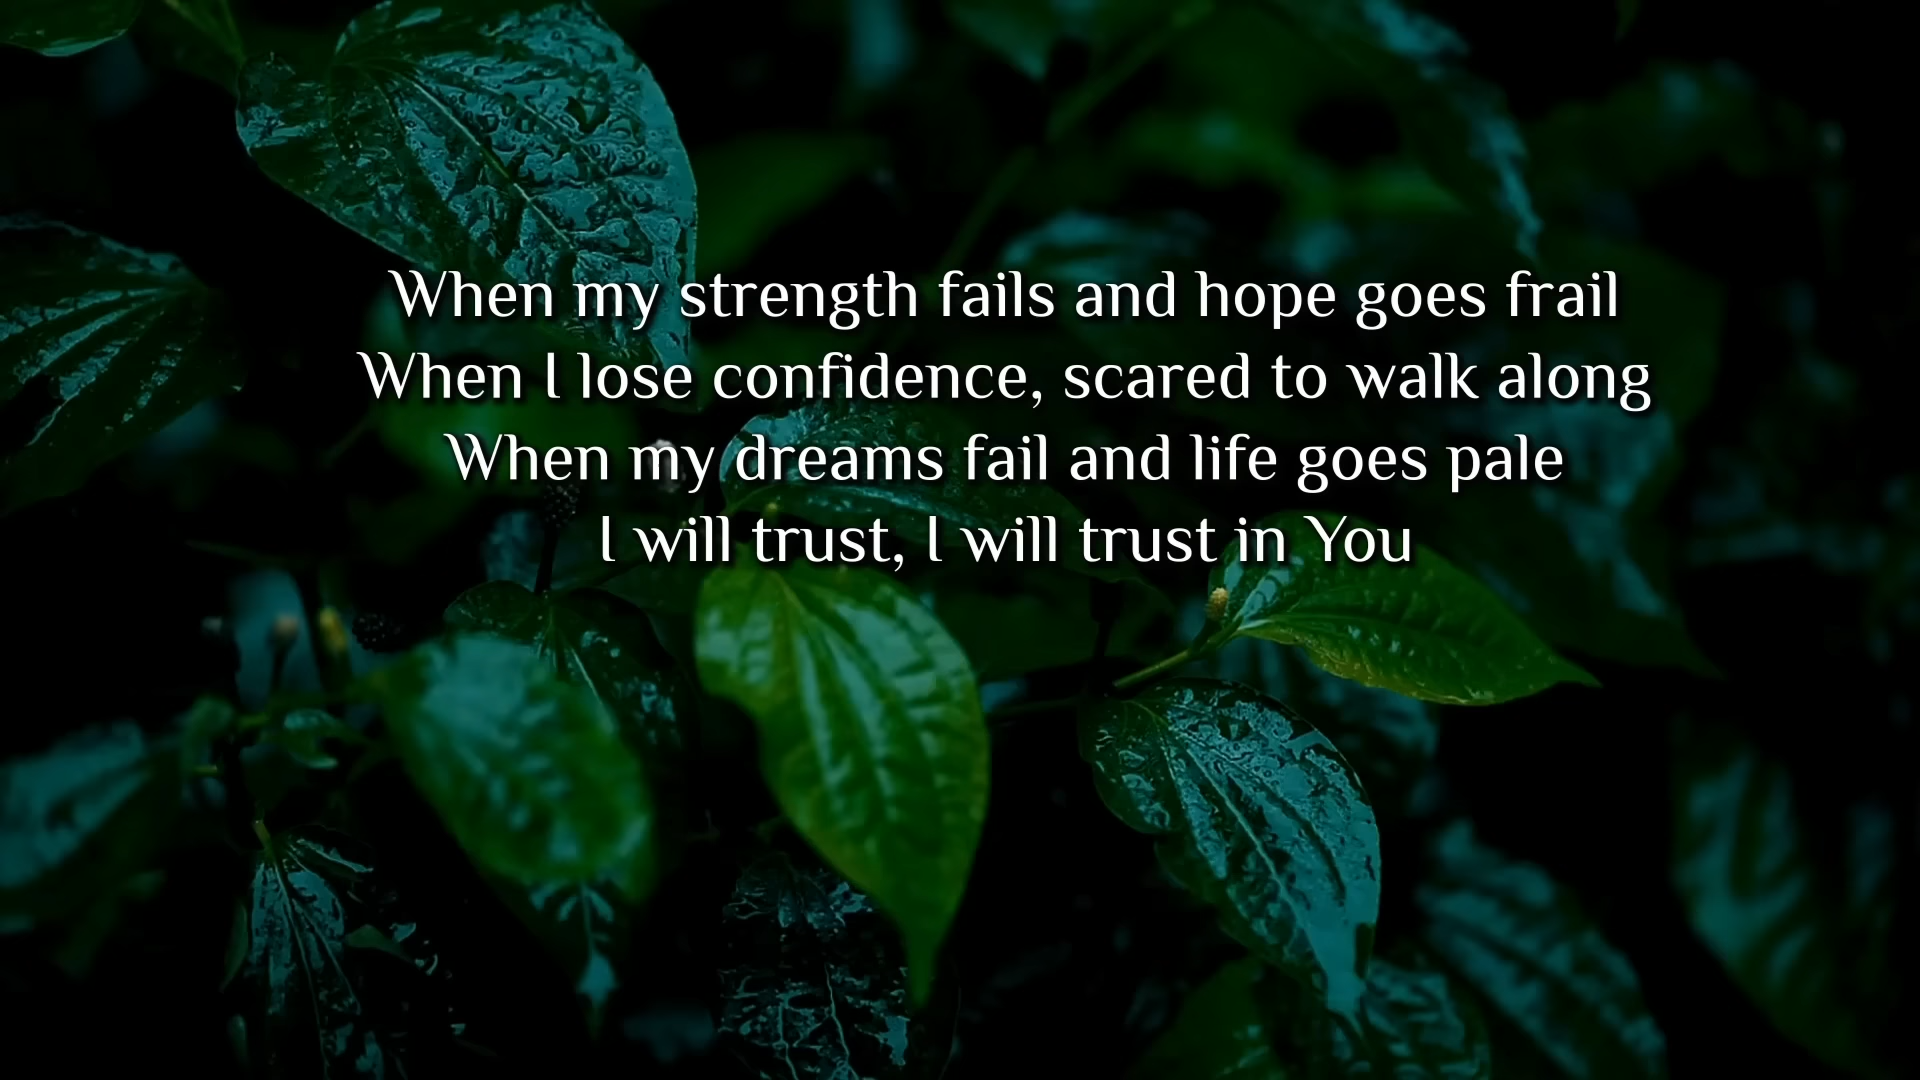 When my strength fails and hope goes frail
When I lose confidence, scared to walk along
When my dreams fail and life goes pale
I will trust, I will trust in You